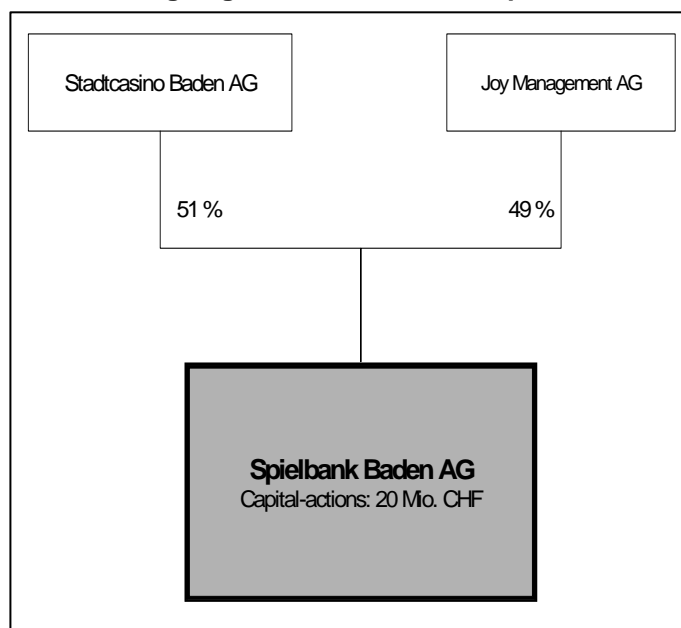 Stadtcasino Baden AG
Joy Management AG
51 %
49 %
Spielbank Baden AG
Capital-actions: 20 Mio. CHF